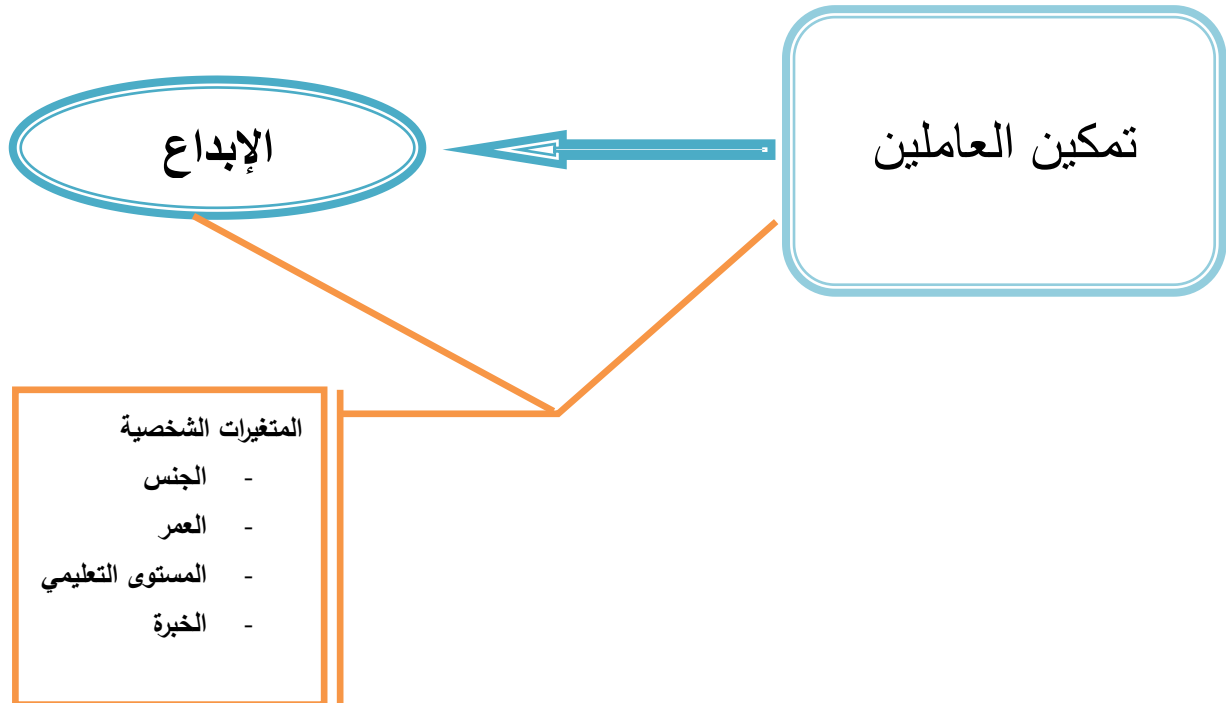 تمكين العاملين
الإبداع
المتغيرات الشخصية
- الجنس
- العمر
- المستوى التعليمي
- الخبرة